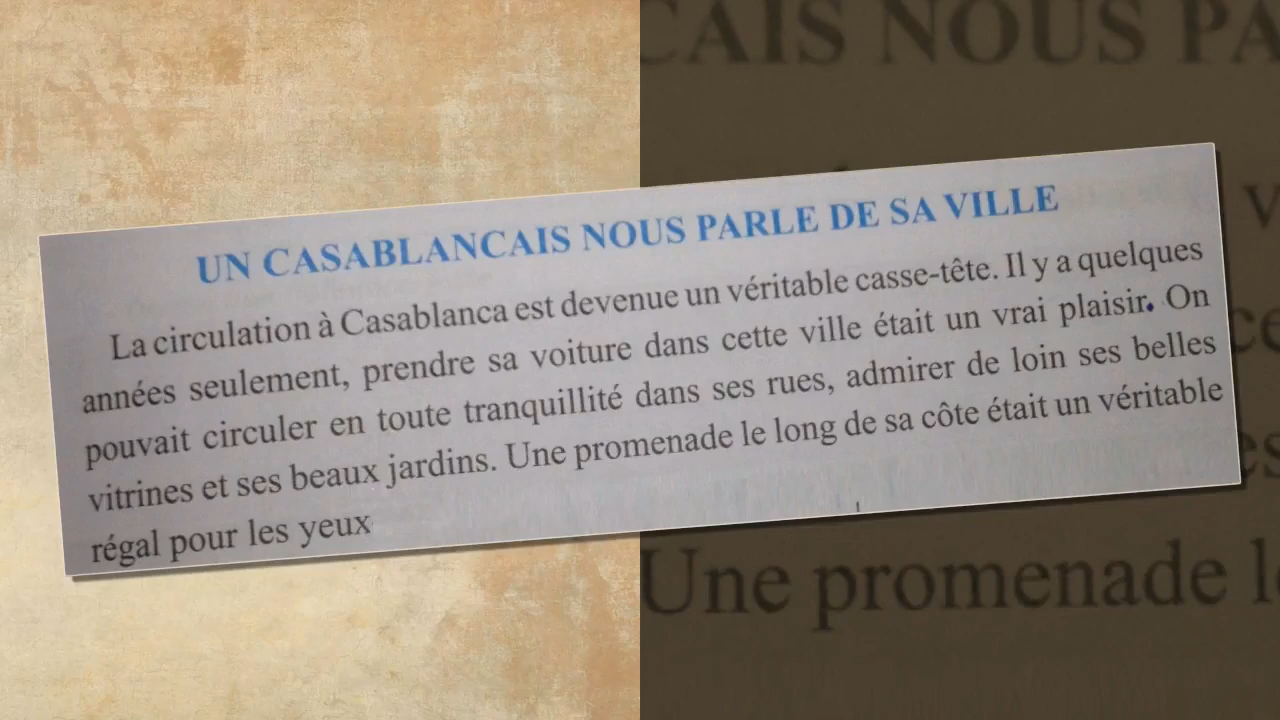 UN CASABLANCAIS NOUS PARLE DE SA VILLE
La circulation à Casablanca est devenue un véritable casse-tête. Il y a quelques
années seulement, prendre sa voiture dans cette ville était un vrai plaisir. On
pouvait circuler en toute tranquillité dans ses rues, admirer de loin ses belles
vitrines et ses beaux jardins. Une promenade le long de sa côte était un véritable
régal pour les yeux
CAIS NOUS PA
Une promenade l